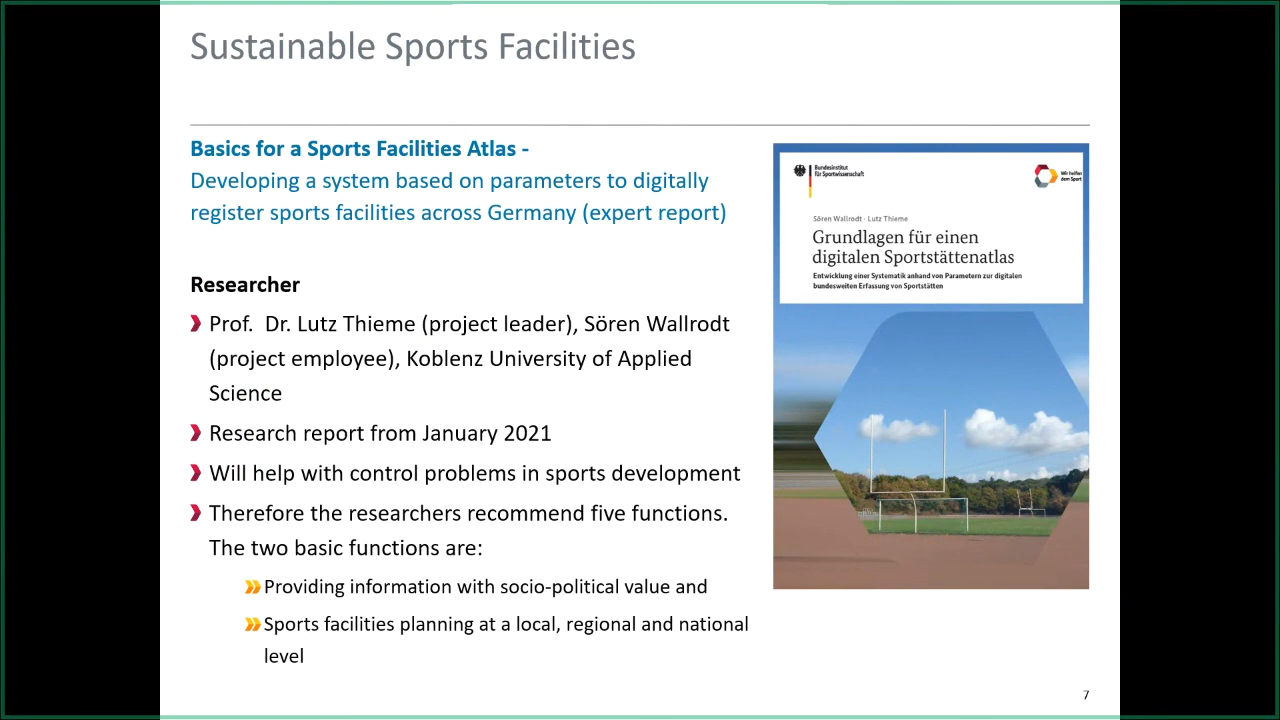 Sustainable Sports Facilities
Basics for a Sports Facilities Atlas -
Developing a system based on parameters to digitally
register sports facilities across Germany (expert report)
Researcher
Prof. Dr. Lutz Thieme (project leader), Sören Wallrodt
(project employee), Koblenz University of Applied
Science
Research report from January 2021
Will help with control problems in sports development
Therefore the researchers recommend five functions.
The two basic functions are:
Providing information with socio-political value and
Sports facilities planning at a local, regional and national
level
Bundesinstitut
für Sportwissenschaft
Wir helfen
dem Sport
Sören Wallrodt · Lutz Thieme
Grundlagen für einen
digitalen Sportstättenatlas
Entwicklung einer Systematik anhand von Parametern zur digitalen
bundesweiten Erfassung von Sportstätten
7